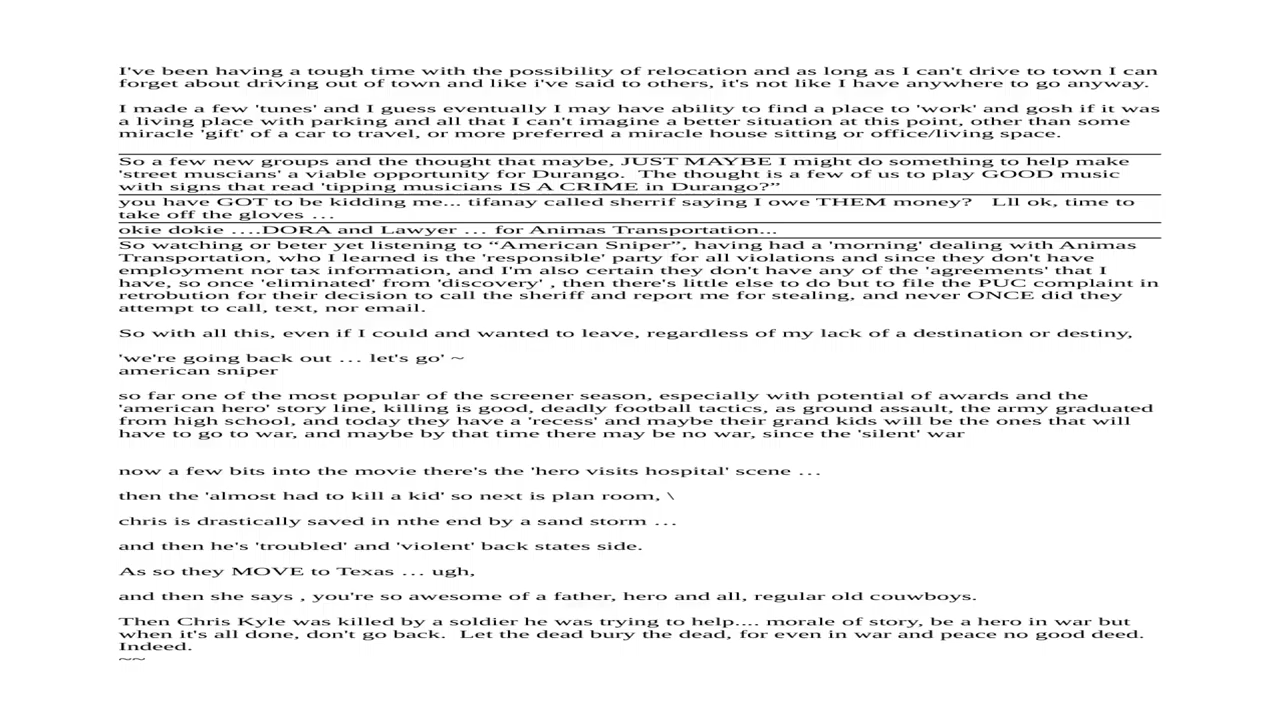 I've been having a tough time with the possibility of relocation and as long as I can't drive to town I can
forget about driving out of town and like i've said to others, it's not like I have anywhere to go anyway.
I made a few 'tunes' and I guess eventually I may have ability to find a place to 'work' and gosh if it was
a living place with parking and all that I can't imagine a better situation at this point, other than some
miracle 'gift' of a car to travel, or more preferred a miracle house sitting or office/living space.
So a few new groups and the thought that maybe, JUST MAYBE I might do something to help make
'street muscians' a viable opportunity for Durango.  The thought is a few of us to play GOOD music
with signs that read 'tipping musicians IS A CRIME in Durango?”
you have GOT to be kidding me... tifanay called sherrif saying I owe THEM money?   Lll ok, time to
take off the gloves …
okie dokie ….DORA and Lawyer … for Animas Transportation...
So watching or beter yet listening to “American Sniper”, having had a 'morning' dealing with Animas
Transportation, who I learned is the 'responsible' party for all violations and since they don't have
employment nor tax information, and I'm also certain they don't have any of the 'agreements' that I
have, so once 'eliminated' from 'discovery' , then there's little else to do but to file the PUC complaint in
retrobution for their decision to call the sheriff and report me for stealing, and never ONCE did they
attempt to call, text, nor email.
So with all this, even if I could and wanted to leave, regardless of my lack of a destination or destiny,
'we're going back out … let's go' ~
american sniper
so far one of the most popular of the screener season, especially with potential of awards and the
'american hero' story line, killing is good, deadly football tactics, as ground assault, the army graduated
from high school, and today they have a 'recess' and maybe their grand kids will be the ones that will
have to go to war, and maybe by that time there may be no war, since the 'silent' war
now a few bits into the movie there's the 'hero visits hospital' scene …
then the 'almost had to kill a kid' so next is plan room, \
chris is drastically saved in nthe end by a sand storm …
and then he's 'troubled' and 'violent' back states side.
As so they MOVE to Texas … ugh,
and then she says , you're so awesome of a father, hero and all, regular old couwboys.
Then Chris Kyle was killed by a soldier he was trying to help.... morale of story, be a hero in war but
when it's all done, don't go back.  Let the dead bury the dead, for even in war and peace no good deed.
Indeed.
~~